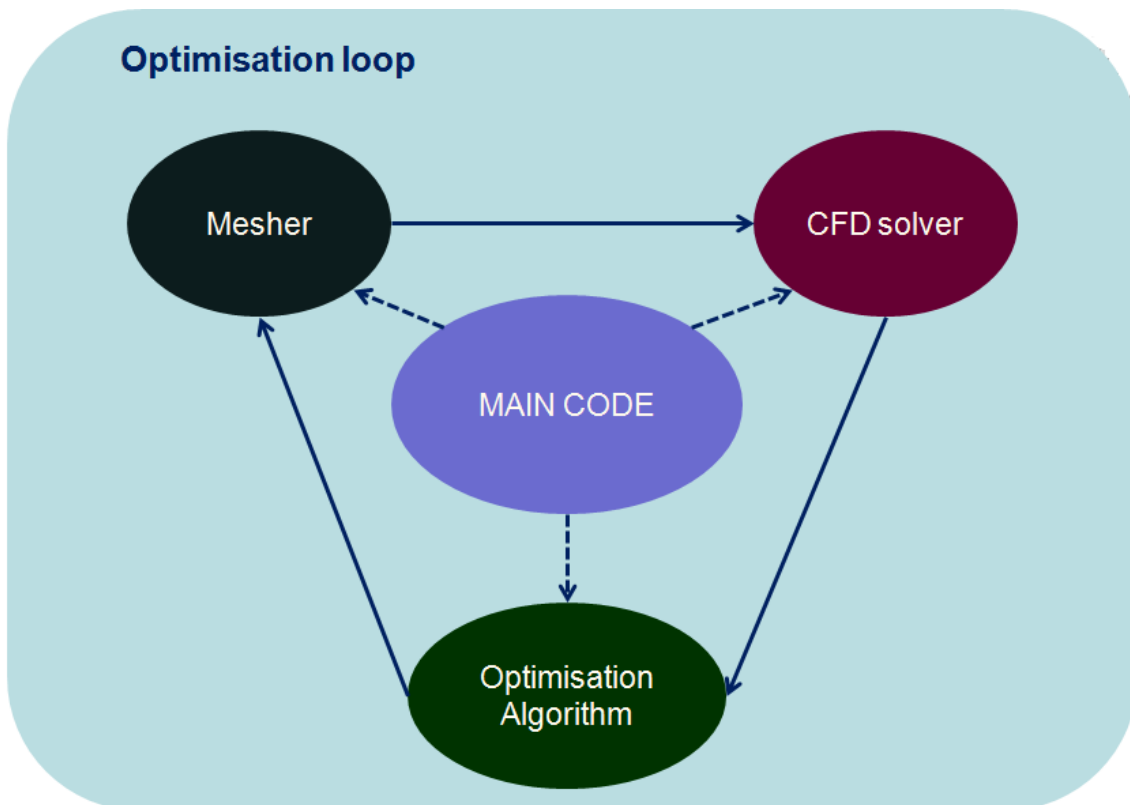 Optimisation loop
Mesher
CFD solver
MAIN CODE
Optimisation
Algorithm